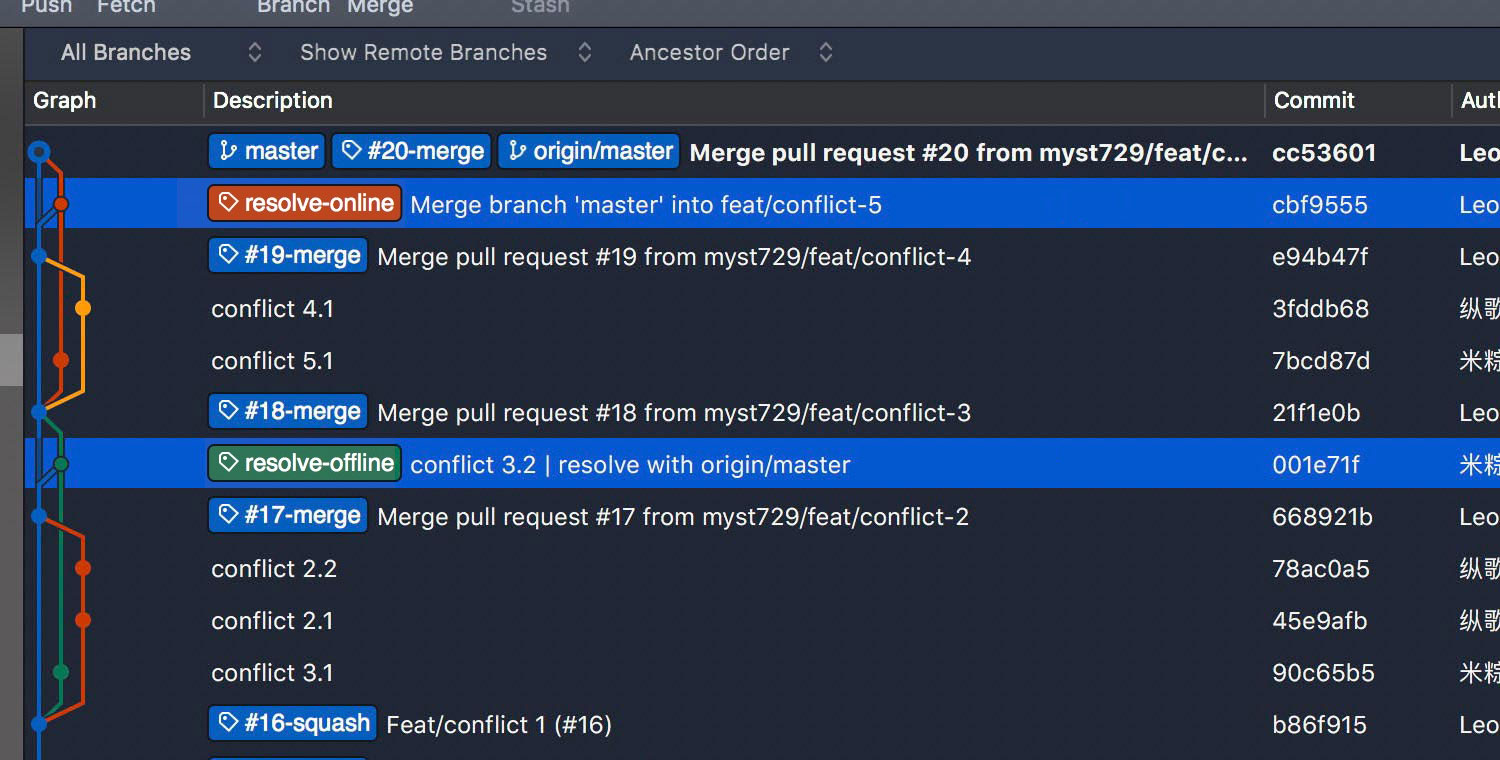 Push Fetch Branch Merge Stash
All Branches Show Remote Branches Ancestor Order
Graph Description Commit
master #20-merge origin/master Merge pull request #20 from myst729/feat/c... cc53601 Leo
resolve-online Merge branch 'master' into feat/conflict-5 cbf9555 Leo
#19-merge Merge pull request #19 from myst729/feat/conflict-4 e94b47f Leo
conflict 4.1 3fddb68 纵歌
conflict 5.1 7bcd87d 米粽
#18-merge Merge pull request #18 from myst729/feat/conflict-3 21f1e0b Leo
resolve-offline conflict 3.2 | resolve with origin/master 001e71f 米粽
#17-merge Merge pull request #17 from myst729/feat/conflict-2 668921b Leo
conflict 2.2 78ac0a5 纵歌
conflict 2.1 45e9afb 纵歌
conflict 3.1 90c65b5 米粽
#16-squash Feat/conflict 1 (#16) b86f915 Leo